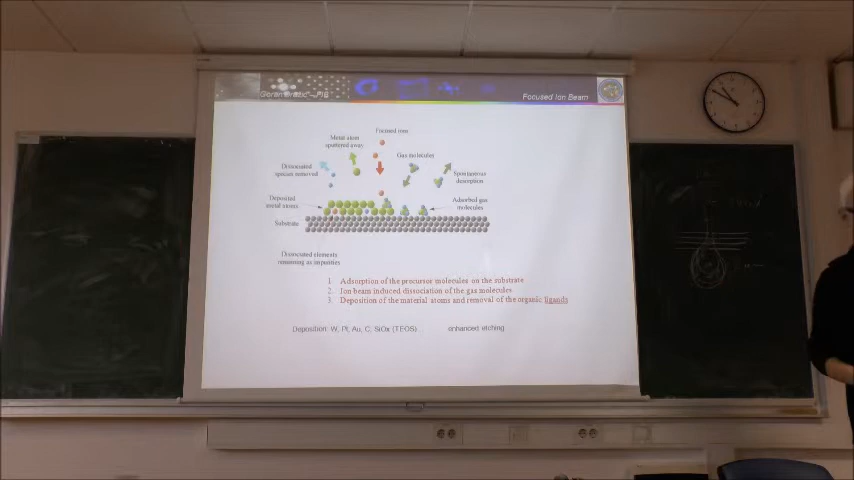 Focused Ion Beam
Focused ions
Metal atom
sputtered away
Gas molecules
Dissociated
species removal
Spontaneous
desorption
Deposited
metal atoms
Adsorbed gas
molecules
Substrate
Dissociated elements
remaining as impurities
1. Adsorption of the precursor molecules on the substrate
2. Ion beam induced dissociation of the gas molecules
3. Deposition of the material atoms and removal of the organic ligands
Deposition: W, Pt, Au, C, SiOx (TEOS) enhanced etching